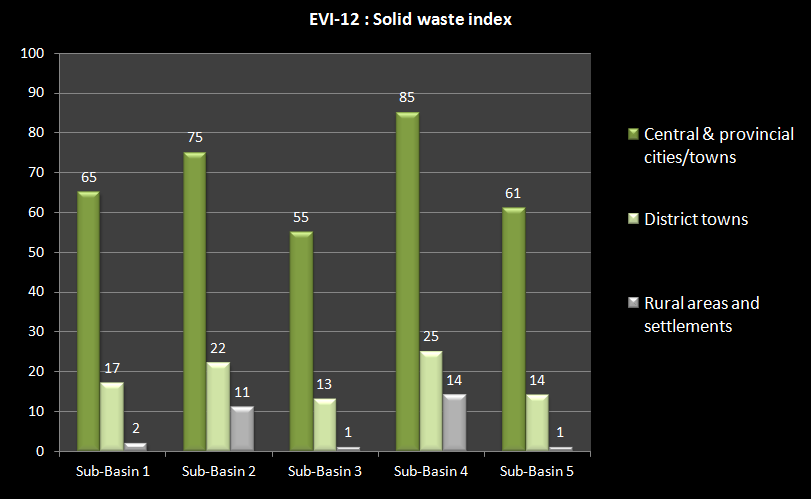 EVI-12 : Solid waste index
100
90
80
70
60
50
40
30
20
10
0
65
17
2
75
22
11
55
13
1
85
25
14
61
14
1
Sub-Basin 1
Sub-Basin 2
Sub-Basin 3
Sub-Basin 4
Sub-Basin 5
Central & provincial
cities/towns
District towns
Rural areas and
settlements